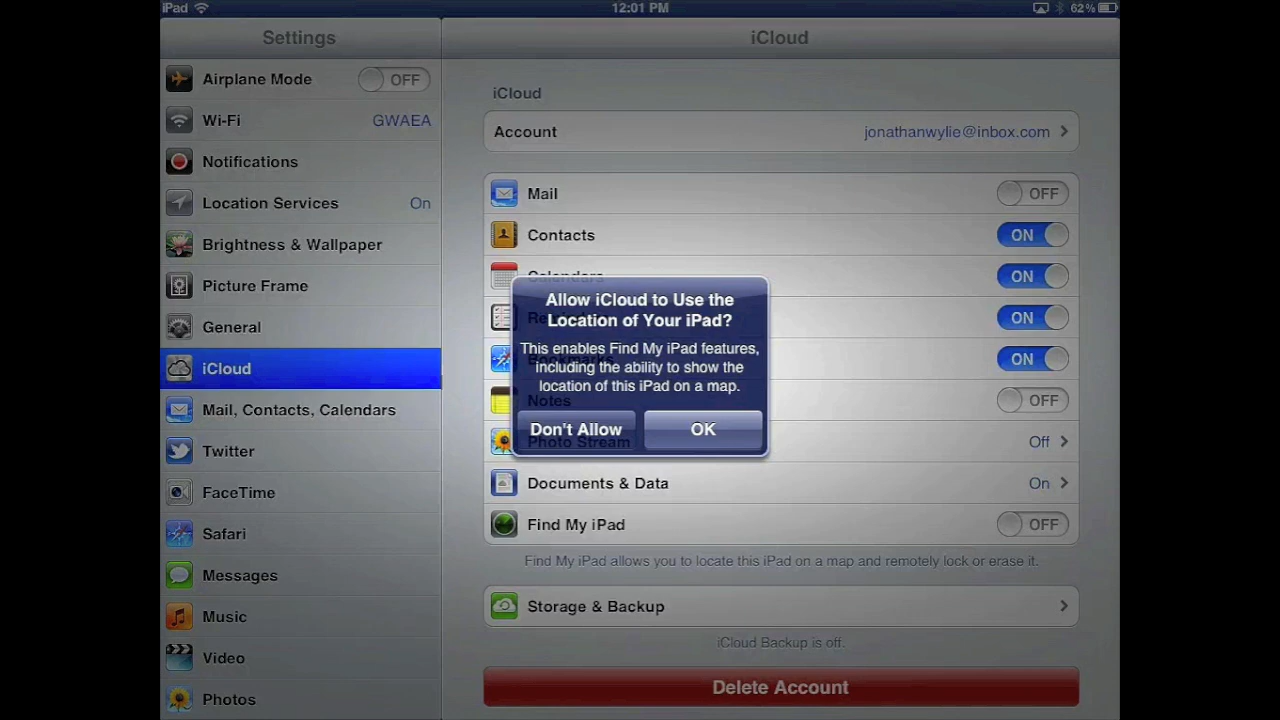 iPad
12:01 PM
62%
Settings
iCloud
Airplane Mode OFF
Wi-Fi GWAEA
Notifications
Location Services On
Brightness & Wallpaper
Picture Frame
General
iCloud
Mail, Contacts, Calendars
Twitter
FaceTime
Safari
Messages
Music
Video
Photos
iCloud
Account jonathanwylie@inbox.com
Mail OFF
Contacts ON
Calendars ON
ON
Bookmarks ON
Notes OFF
Photo Stream Off
Documents & Data On
Find My iPad OFF
Find My iPad allows you to locate this iPad on a map and remotely lock or erase it.
Storage & Backup
iCloud Backup is off.
Delete Account
Allow iCloud to Use the
Location of Your iPad?
This enables Find My iPad features,
including the ability to show the
location of this iPad on a map.
Don't Allow
OK